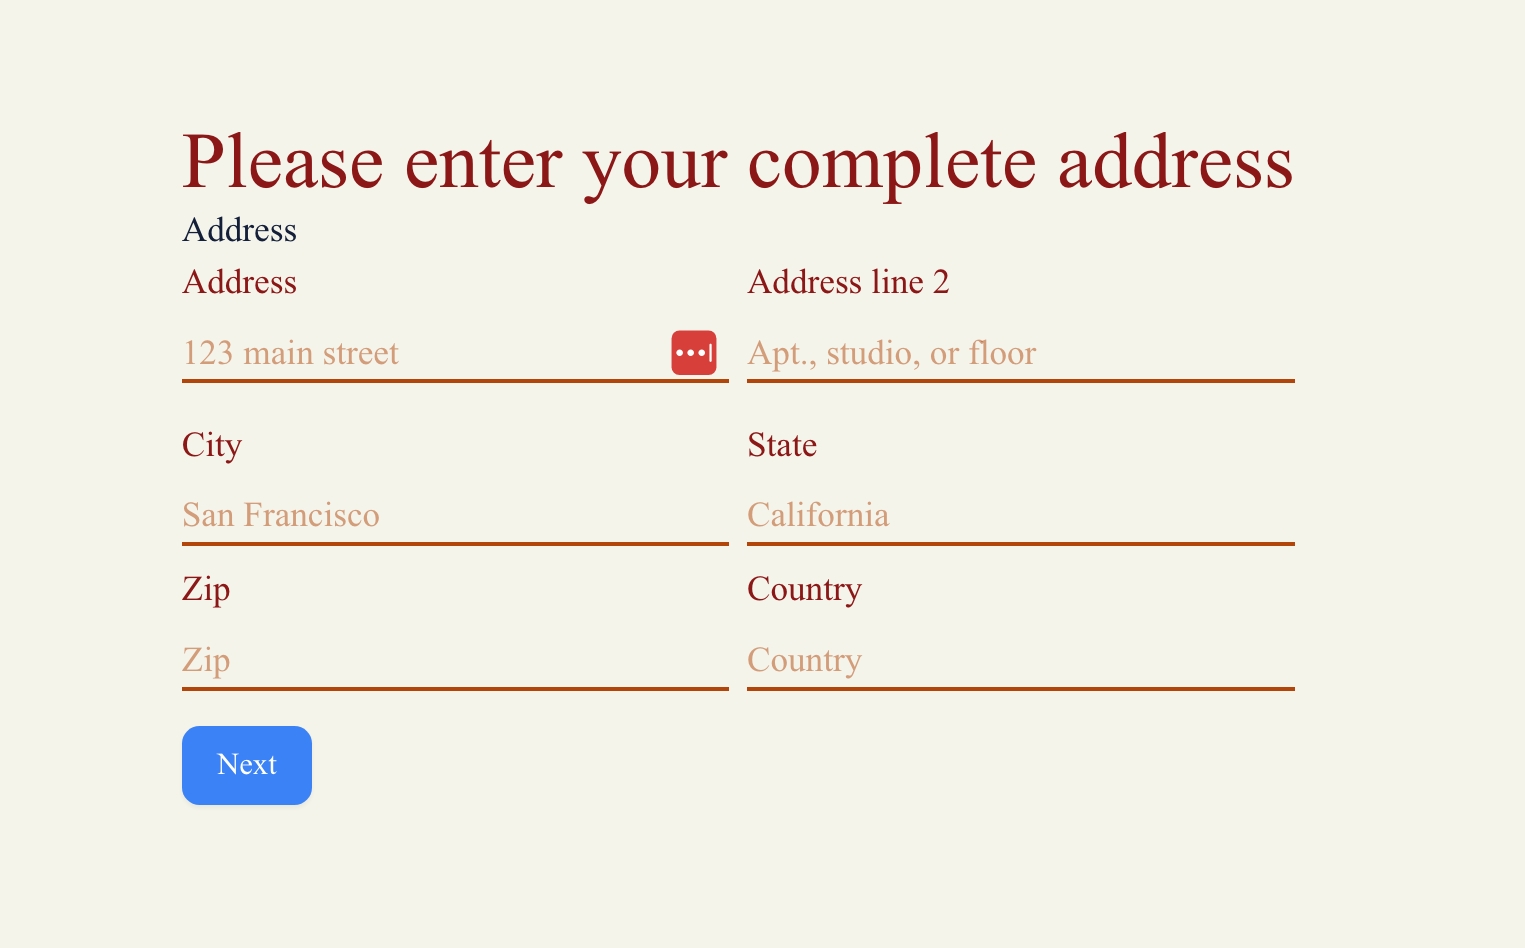 Please enter your complete address
Address
Address Address line 2
123 main street Apt., studio, or floor
City State
San Francisco California
Zip Country
Zip Country
Next